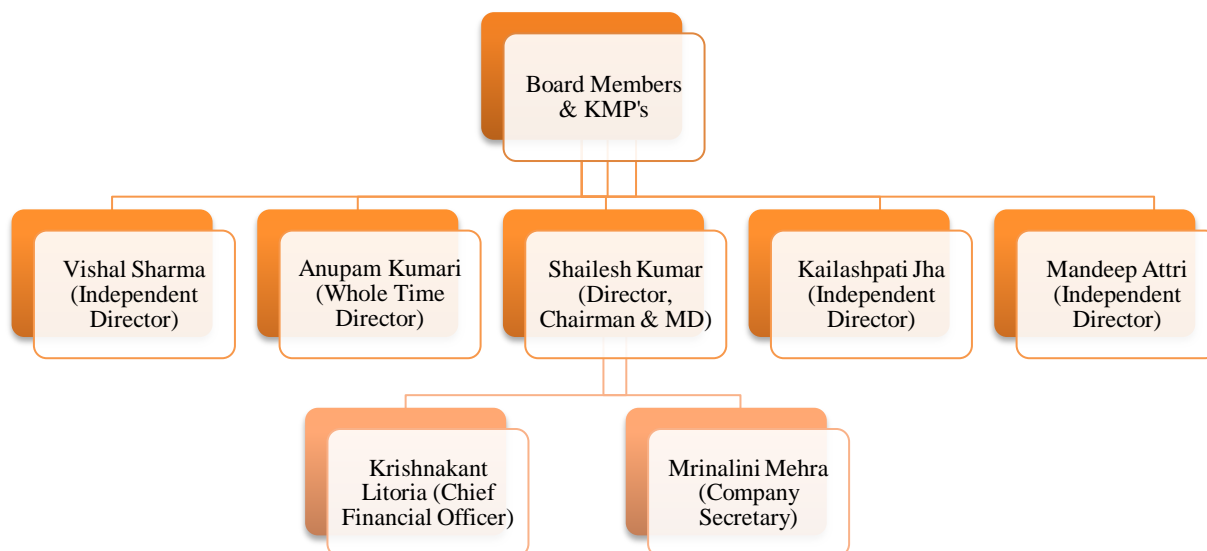 Board Members
& KMP's
Vishal Sharma
(Independent
Director)
Anupam Kumari
(Whole Time
Director)
Shailesh Kumar
(Director,
Chairman & MD)
Kailashpati Jha
(Independent
Director)
Mandeep Attri
(Independent
Director)
Krishnakant
Litoria (Chief
Financial Officer)
Mrinalini Mehra
(Company
Secretary)